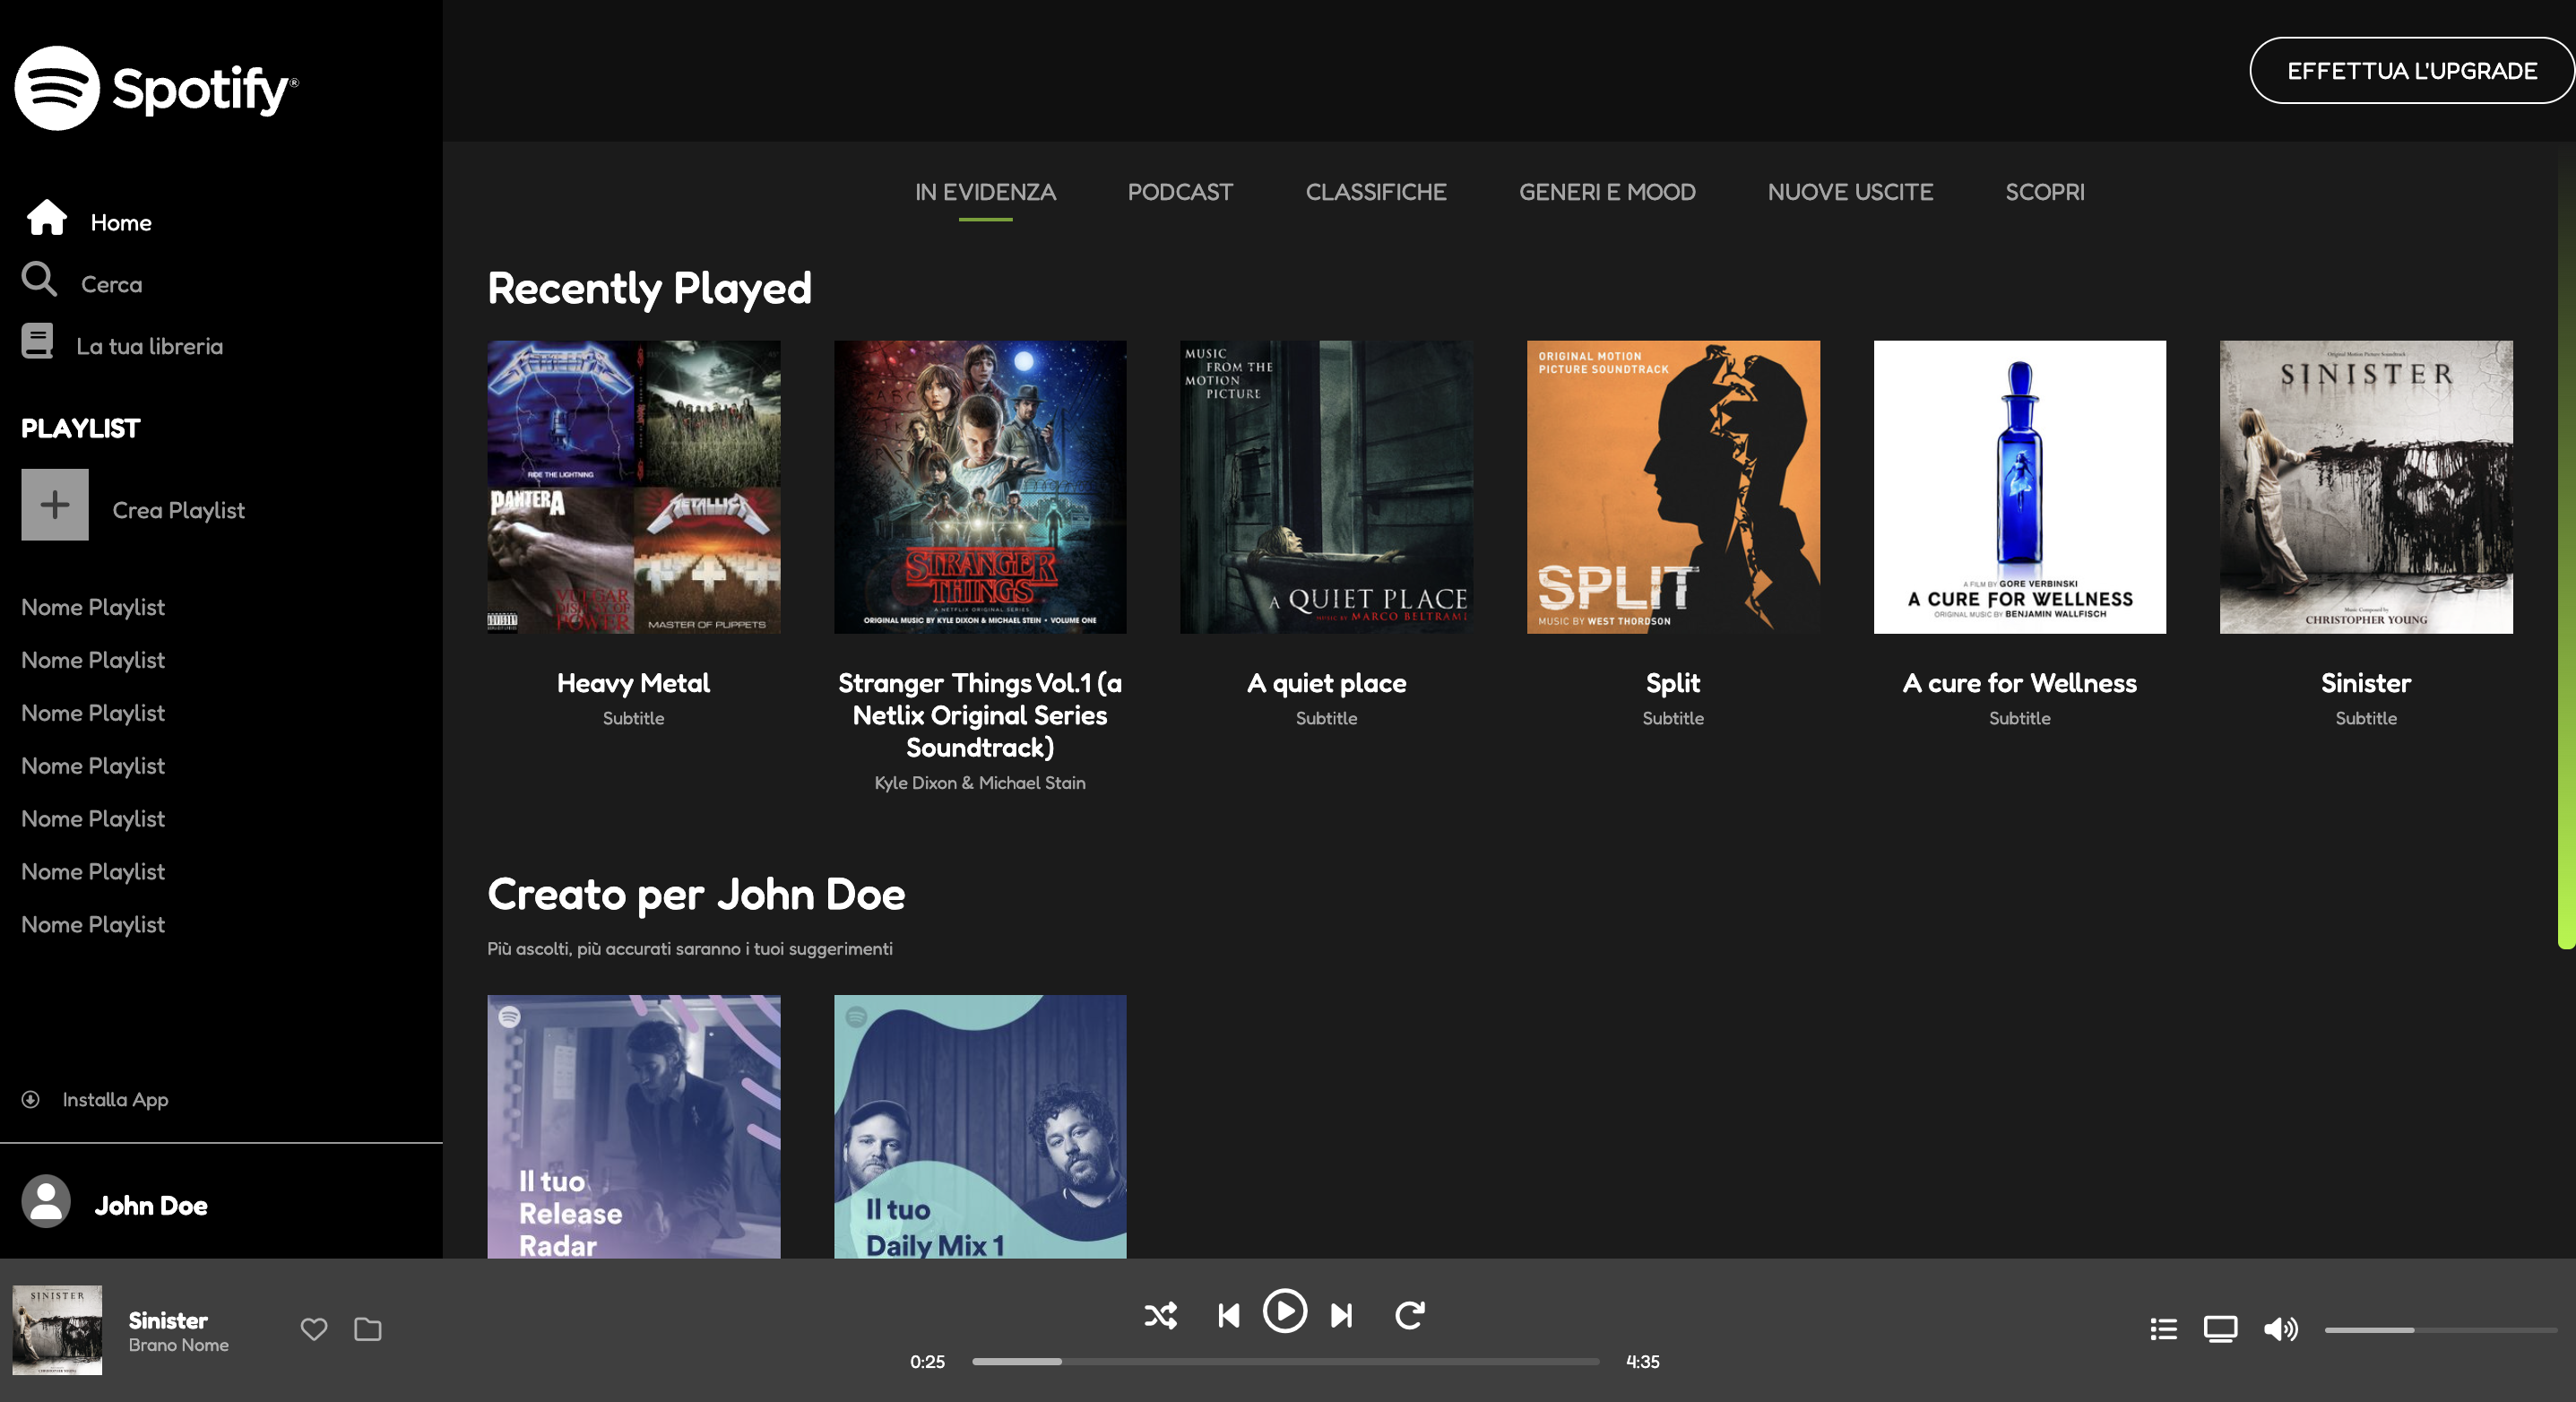 Spotify®
EFFETTUA L'UPGRADE
Home
Cerca
La tua libreria
PLAYLIST
Crea Playlist
Nome Playlist
Nome Playlist
Nome Playlist
Nome Playlist
Nome Playlist
Nome Playlist
Nome Playlist
Installa App
John Doe
IN EVIDENZA PODCAST CLASSIFICHE GENERI E MOOD NUOVE USCITE SCOPRI
Recently Played
METALLICA
RIDE THE LIGHTNING
PANTERA
VULGAR
DISPLAY OF
POWER
METALLICA
MASTER OF PUPPETS
Heavy Metal
Subtitle
STRANGER
THINGS
A NETFLIX ORIGINAL SERIES
ORIGINAL MUSIC BY KYLE DIXON & MICHAEL STEIN • VOLUME ONE
Stranger Things Vol.1 (a
Netlix Original Series
Soundtrack)
Kyle Dixon & Michael Stain
MUSIC
FROM THE
MOTION
PICTURE
A QUIET PLACE
MUSIC BY MARCO BELTRAMI
A quiet place
Subtitle
ORIGINAL MOTION
PICTURE SOUNDTRACK
SPLIT
MUSIC BY WEST THORDSON
Split
Subtitle
A FILM BY GORE VERBINSKI
A CURE FOR WELLNESS
ORIGINAL MUSIC BY BENJAMIN WALLFISCH
A cure for Wellness
Subtitle
Original Motion Picture Soundtrack
SINISTER
Music Composed by
CHRISTOPHER YOUNG
Sinister
Subtitle
Creato per John Doe
Più ascolti, più accurati saranno i tuoi suggerimenti
Il tuo
Release
Radar
Il tuo
Daily Mix 1
SINISTER
Sinister
Brano Nome
0:25
4:35